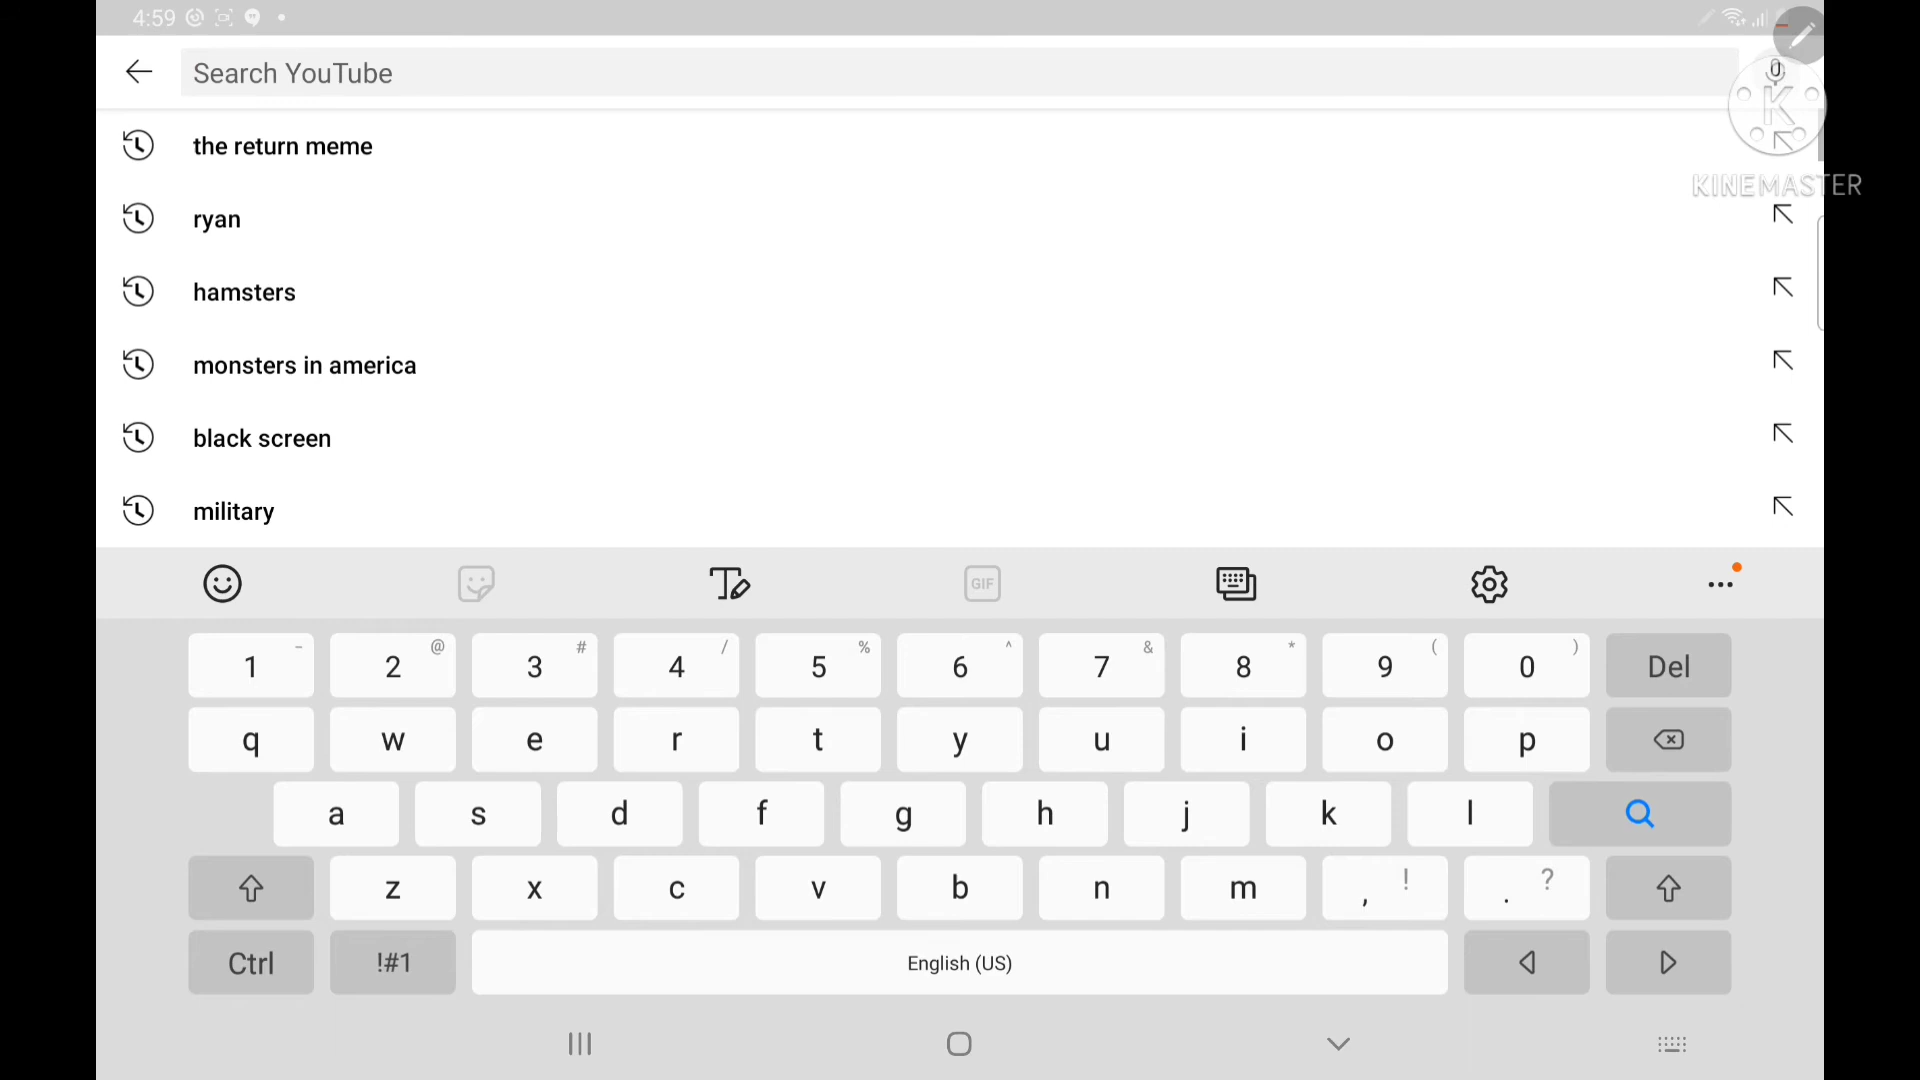 4:59
Search YouTube
the return meme
K
KINEMASTER
ryan
hamsters
monsters in america
black screen
military
GIF
1 - 2 @ 3 # 4 / 5 % 6 ^ 7 & 8 * 9 ( 0 ) Del
q w e r t y u i o p
a s d f g h j k l
z x c v b n m , ! . ?
Ctrl !#1 English (US)